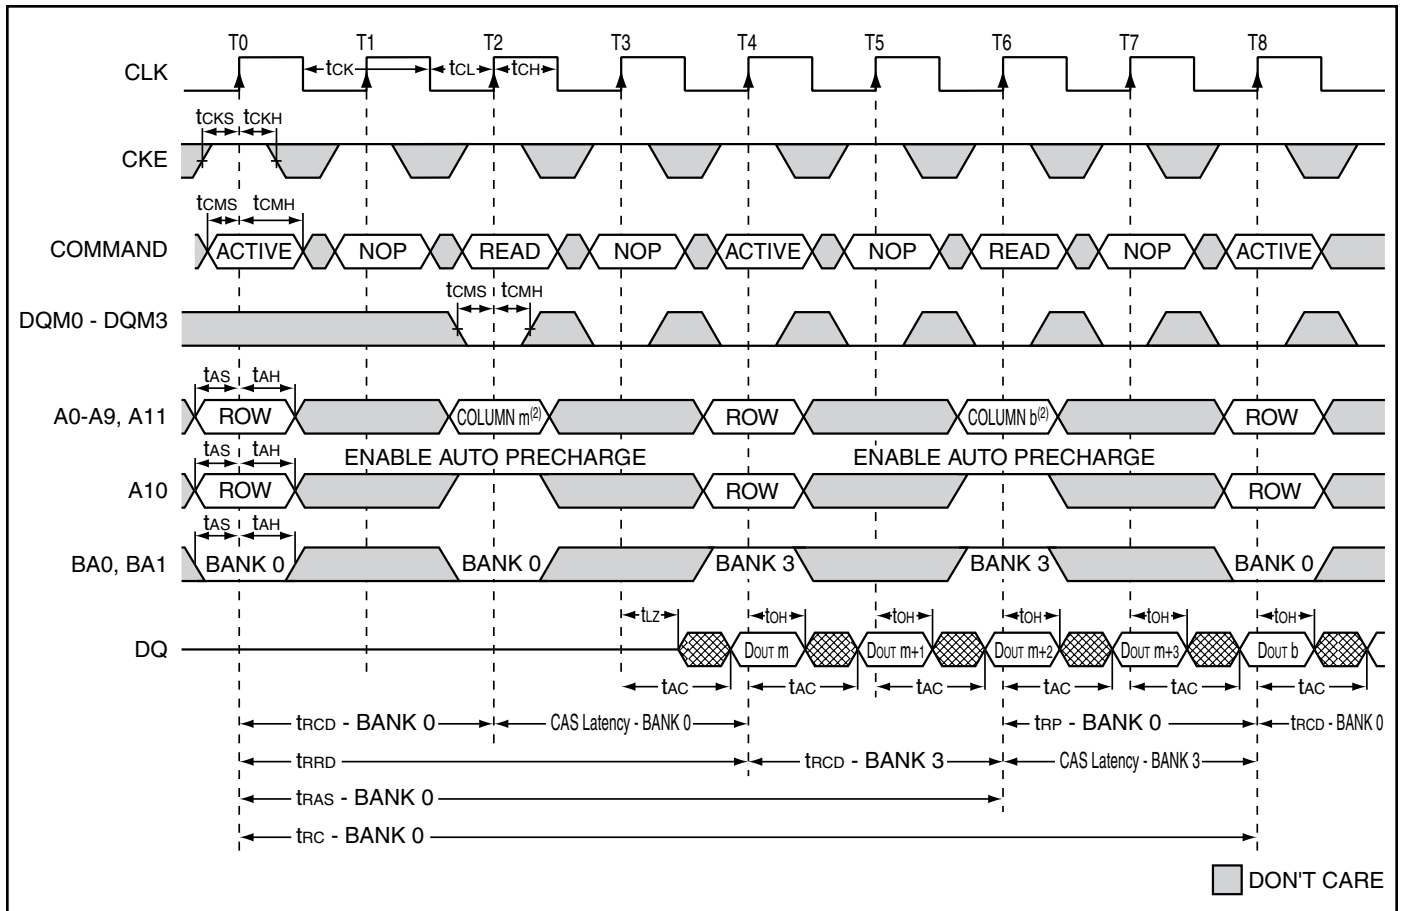 T0 T1 T2 T3 T4 T5 T6 T7 T8
CLK tCK tCL tCH
tCKS tCKH
CKE
tCMS tCMH
COMMAND ACTIVE NOP READ NOP ACTIVE NOP READ NOP ACTIVE
tCMS tCMH
DQM0 - DQM3
tAS tAH
A0-A9, A11 ROW COLUMN m(2) ROW COLUMN b(2) ROW
tAS tAH ENABLE AUTO PRECHARGE ENABLE AUTO PRECHARGE
A10 ROW ROW ROW
tAS tAH
BA0, BA1 BANK 0 BANK 0 BANK 3 BANK 3 BANK 0
tLZ tOH tOH tOH tOH tOH
DQ DOUT m DOUT m+1 DOUT m+2 DOUT m+3 DOUT b
tAC tAC tAC tAC tAC tAC
tRCD - BANK 0 CAS Latency - BANK 0 tRP - BANK 0 tRCD - BANK 0
tRRD tRCD - BANK 3 CAS Latency - BANK 3
tRAS - BANK 0
tRC - BANK 0
DON'T CARE